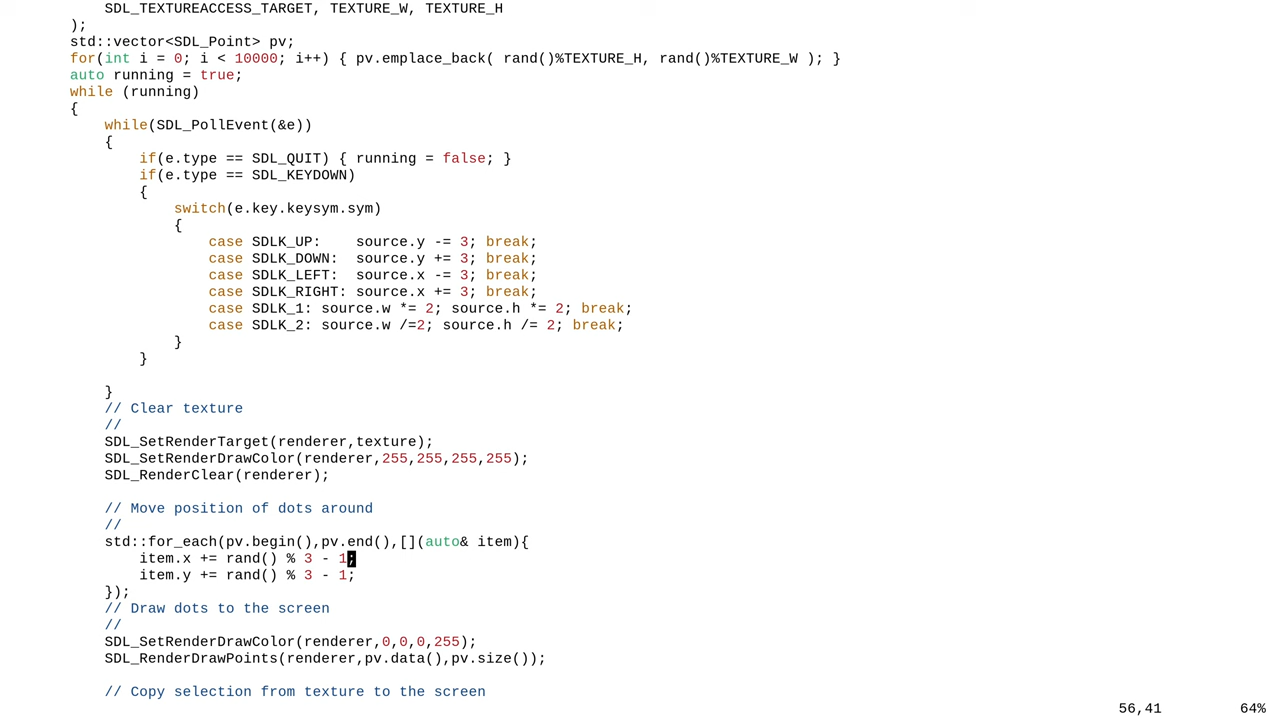 SDL_TEXTUREACCESS_TARGET, TEXTURE_W, TEXTURE_H
);
std::vector<SDL_Point> pv;
for(int i = 0; i < 10000; i++) { pv.emplace_back( rand()%TEXTURE_H, rand()%TEXTURE_W ); }
auto running = true;
while (running)
{
while(SDL_PollEvent(&e))
{
if(e.type == SDL_QUIT) { running = false; }
if(e.type == SDL_KEYDOWN)
{
switch(e.key.keysym.sym)
{
case SDLK_UP:    source.y -= 3; break;
case SDLK_DOWN:  source.y += 3; break;
case SDLK_LEFT:  source.x -= 3; break;
case SDLK_RIGHT: source.x += 3; break;
case SDLK_1: source.w *= 2; source.h *= 2; break;
case SDLK_2: source.w /=2; source.h /= 2; break;
}
}
}
// Clear texture
//
SDL_SetRenderTarget(renderer,texture);
SDL_SetRenderDrawColor(renderer,255,255,255,255);
SDL_RenderClear(renderer);
// Move position of dots around
//
std::for_each(pv.begin(),pv.end(),[](auto& item){
item.x += rand() % 3 - 1;
item.y += rand() % 3 - 1;
});
// Draw dots to the screen
//
SDL_SetRenderDrawColor(renderer,0,0,0,255);
SDL_RenderDrawPoints(renderer,pv.data(),pv.size());
// Copy selection from texture to the screen
56,41 64%